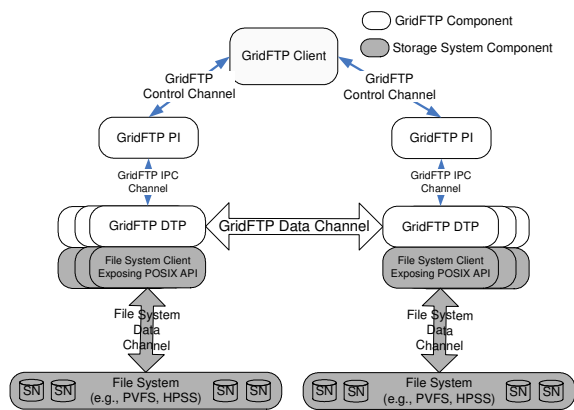 GridFTP Component
Storage System Component
GridFTP Client
GridFTP
Control Channel
GridFTP
Control Channel
GridFTP PI
GridFTP PI
GridFTP IPC
Channel
GridFTP IPC
Channel
GridFTP DTP
GridFTP Data Channel
GridFTP DTP
File System Client
Exposing POSIX API
File System Client
Exposing POSIX API
File System
Data
Channel
File System
Data
Channel
SN
SN
File System
(e.g., PVFS, HPSS)
SN
SN
SN
SN
File System
(e.g., PVFS, HPSS)
SN
SN